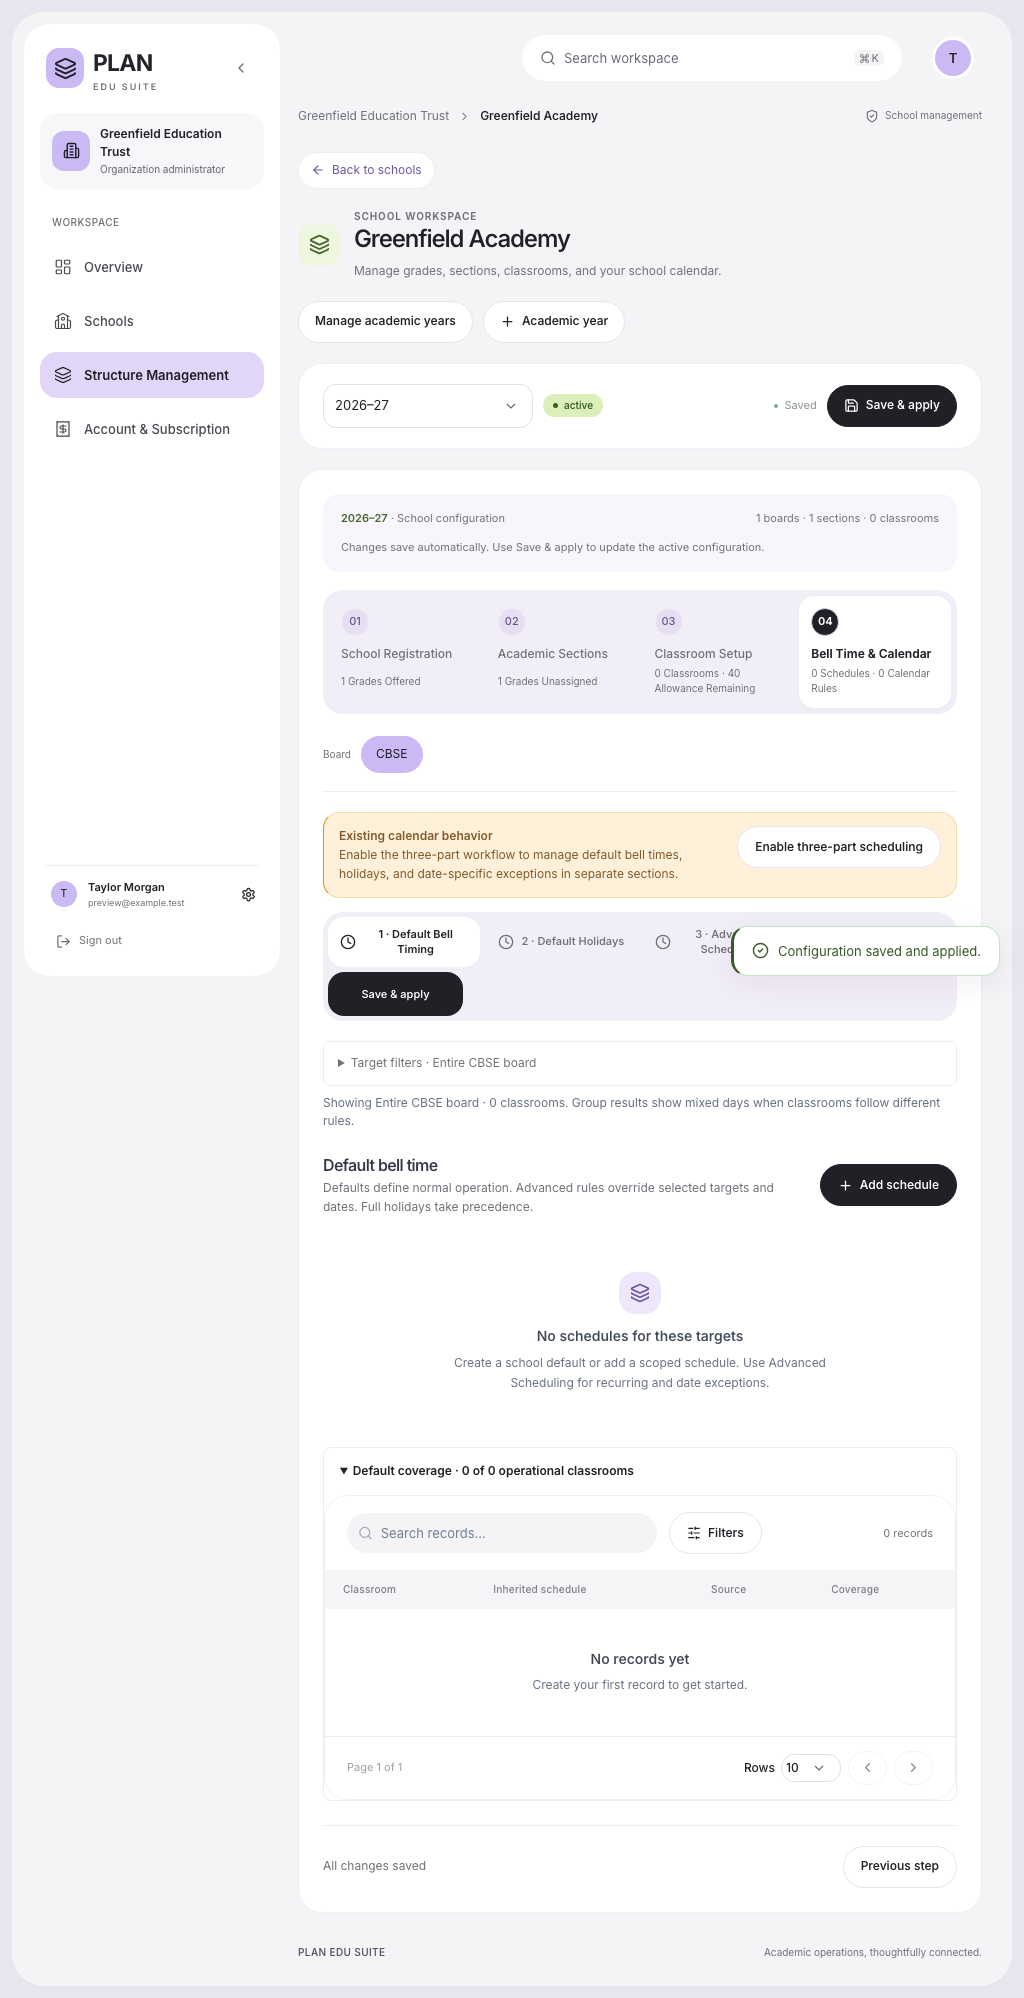 PLAN
EDU SUITE
Search workspace
⌘K
T
Greenfield Education Trust
Organization administrator
Greenfield Education Trust > Greenfield Academy
School management
Back to schools
WORKSPACE
Overview
Schools
Structure Management
Account & Subscription
SCHOOL WORKSPACE
Greenfield Academy
Manage grades, sections, classrooms, and your school calendar.
Manage academic years
Academic year
2026–27
active
Saved
Save & apply
2026–27 · School configuration
1 boards · 1 sections · 0 classrooms
Changes save automatically. Use Save & apply to update the active configuration.
01
School Registration
1 Grades Offered
02
Academic Sections
1 Grades Unassigned
03
Classroom Setup
0 Classrooms · 40
Allowance Remaining
04
Bell Time & Calendar
0 Schedules · 0 Calendar
Rules
Board
CBSE
Existing calendar behavior
Enable the three-part workflow to manage default bell times,
holidays, and date-specific exceptions in separate sections.
Enable three-part scheduling
T
Taylor Morgan
preview@example.test
Sign out
1 · Default Bell
Timing
2 · Default Holidays
3 ·
Configuration saved and applied.
Save & apply
Target filters · Entire CBSE board
Showing Entire CBSE board · 0 classrooms. Group results show mixed days when classrooms follow different
rules.
Default bell time
Defaults define normal operation. Advanced rules override selected targets and
dates. Full holidays take precedence.
Add schedule
No schedules for these targets
Create a school default or add a scoped schedule. Use Advanced
Scheduling for recurring and date exceptions.
Default coverage · 0 of 0 operational classrooms
Search records...
Filters
0 records
Classroom
Inherited schedule
Source
Coverage
No records yet
Create your first record to get started.
Page 1 of 1
Rows
10
All changes saved
Previous step
PLAN EDU SUITE
Academic operations, thoughtfully connected.